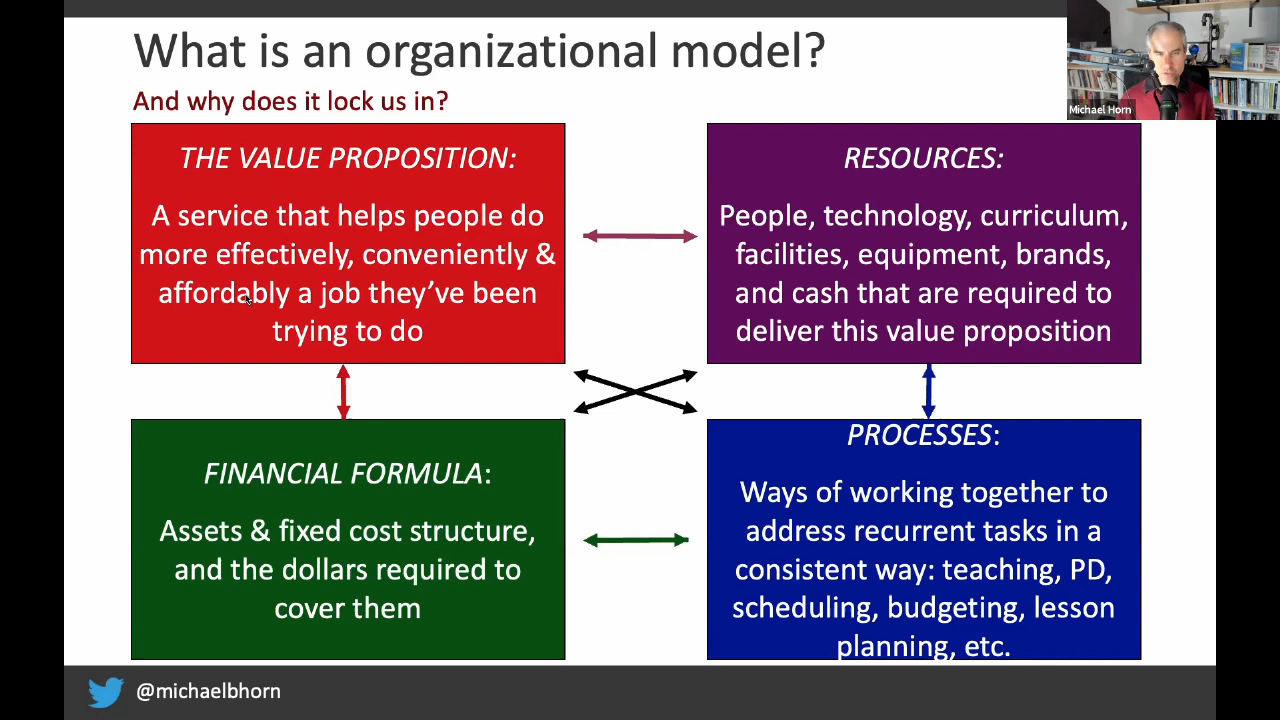 What is an organizational model?
And why does it lock us in?
Michael Horn
THE VALUE PROPOSITION:
A service that helps people do
more effectively, conveniently &
affordably a job they’ve been
trying to do
RESOURCES:
People, technology, curriculum,
facilities, equipment, brands,
and cash that are required to
deliver this value proposition
FINANCIAL FORMULA:
Assets & fixed cost structure,
and the dollars required to
cover them
PROCESSES:
Ways of working together to
address recurrent tasks in a
consistent way: teaching, PD,
scheduling, budgeting, lesson
planning, etc.
@michaelbhorn